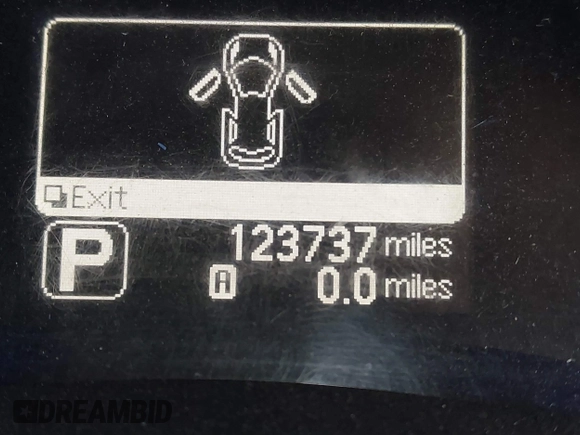 Exit
P 123737 miles
A 0.0 miles
DREAMBID